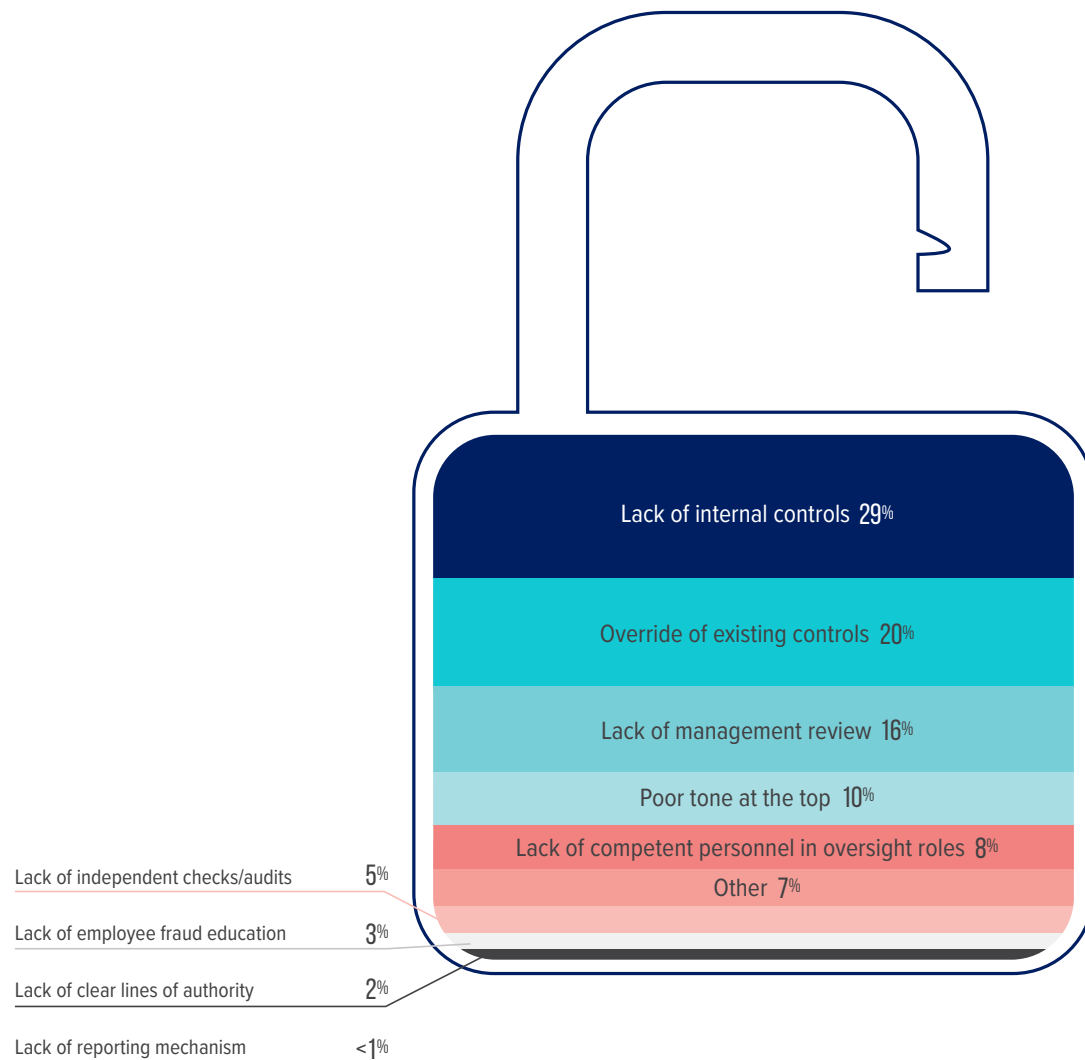 Lack of internal controls 29%
Override of existing controls 20%
Lack of management review 16%
Poor tone at the top 10%
Lack of competent personnel in oversight roles 8%
Other 7%
Lack of independent checks/audits 5%
Lack of employee fraud education 3%
Lack of clear lines of authority 2%
Lack of reporting mechanism <1%